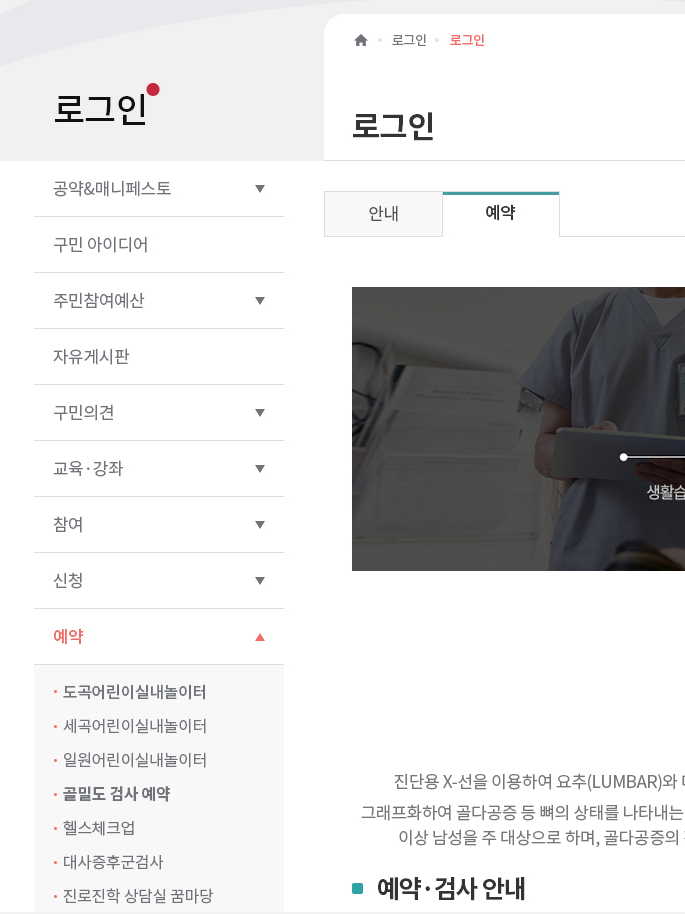 로그인
공약&매니페스토
구민 아이디어
주민참여예산
자유게시판
구민의견
교육·강좌
참여
신청
예약
도곡어린이실내놀이터
세곡어린이실내놀이터
일원어린이실내놀이터
골밀도 검사 예약
헬스체크업
대사증후군검사
진로진학 상담실 꿈마당
로그인 로그인
로그인
안내 예약
생활습
진단용 X-선을 이용하여 요추(LUMBAR)와
그래프화하여 골다공증 등 뼈의 상태를 나타내는
이상 남성을 주 대상으로 하며, 골다공증의
예약·검사 안내